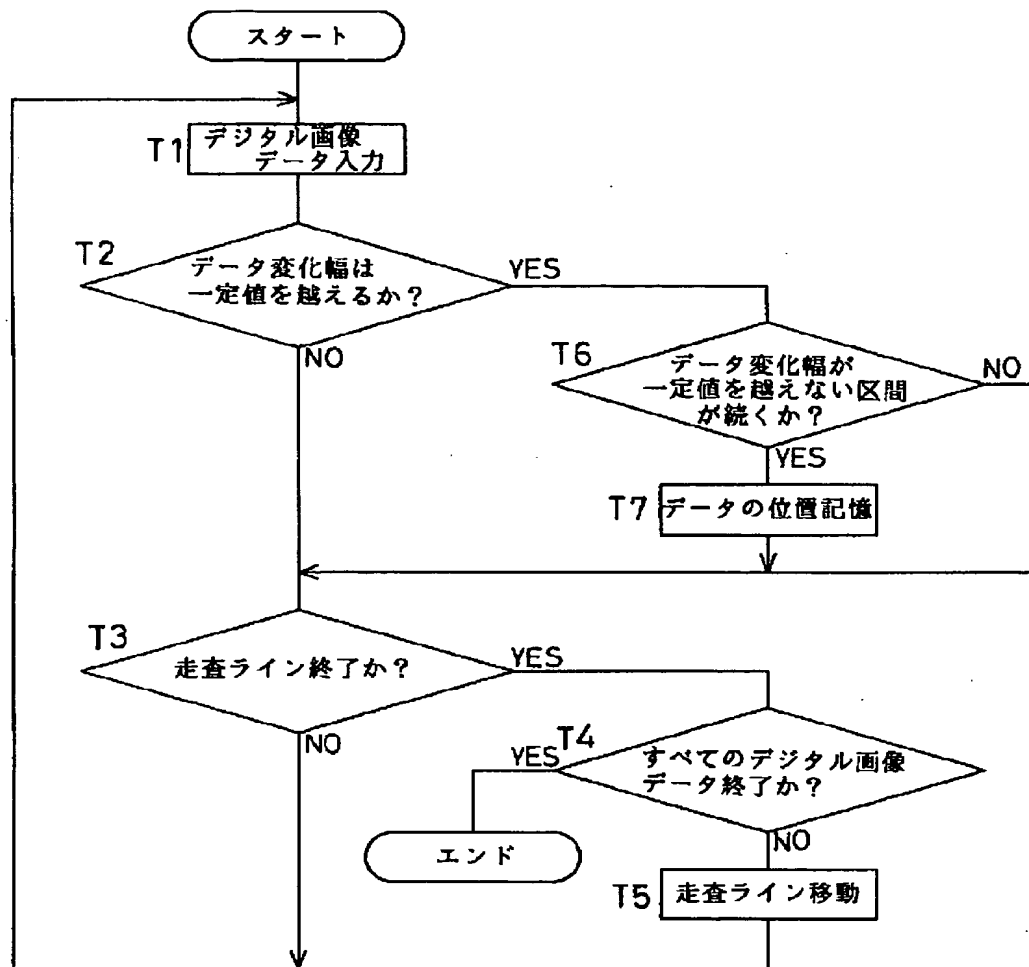 スタート
T1
デジタル画像
データ入力
T2
データ変化幅は
一定値を越えるか？
YES
NO
T6
データ変化幅が
一定値を越えない区間
が続くか？
NO
YES
T7
データの位置記憶
T3
走査ライン終了か？
YES
NO
T4
すべてのデジタル画像
データ終了か？
YES
NO
エンド
T5
走査ライン移動